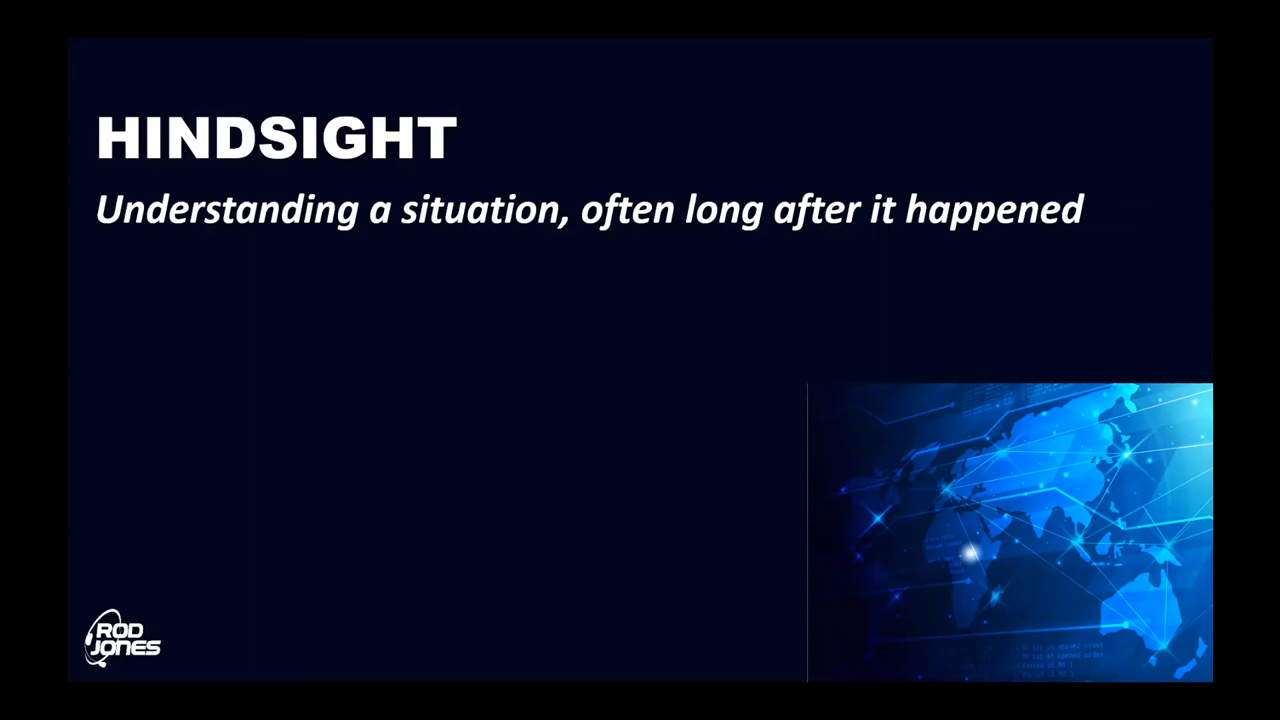 HINDSIGHT
Understanding a situation, often long after it happened
ROD
JONES